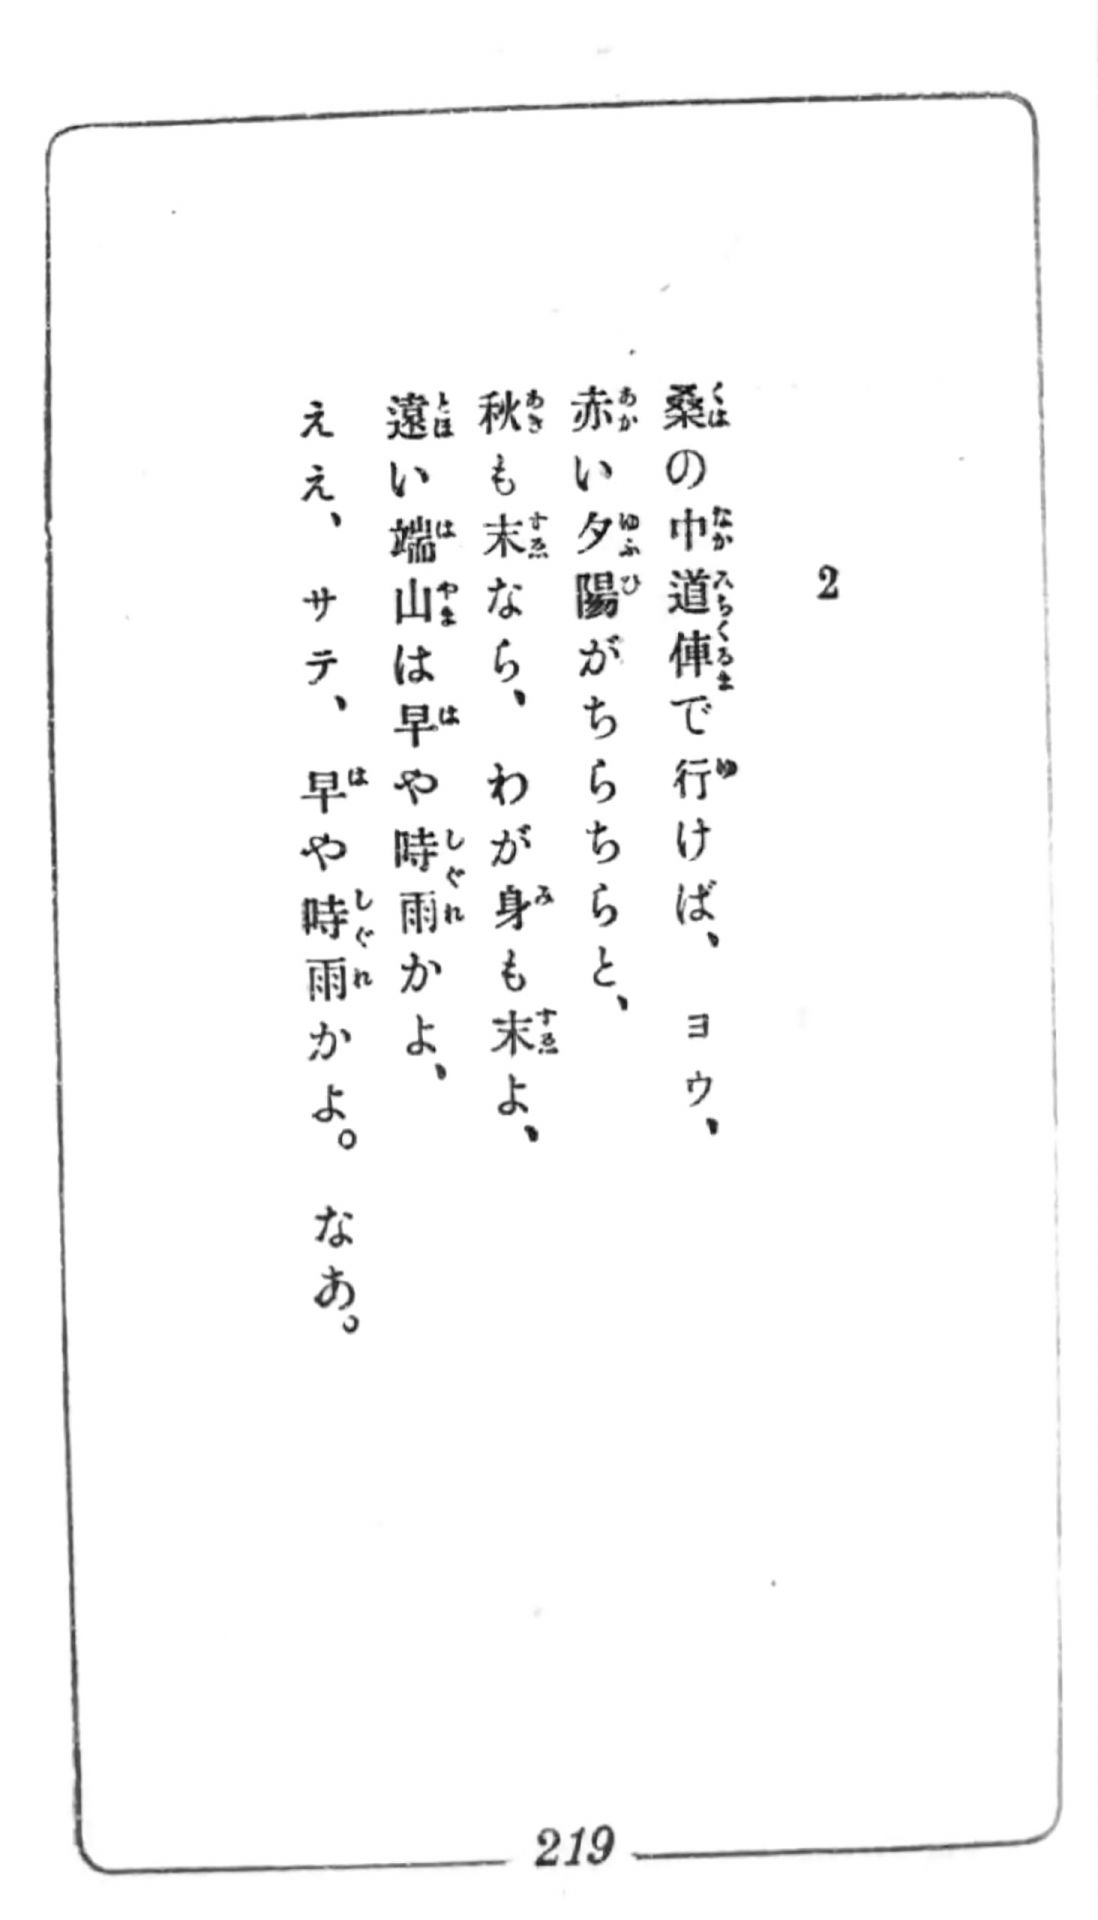 2
桑の中道俥で行けば、　ヨウ、
赤い夕陽がちらちらと、
秋も末なら、わが身も末よ、
遠い端山は早や時雨かよ、
ええ、サテ、早や時雨かよ。　なあ。
219